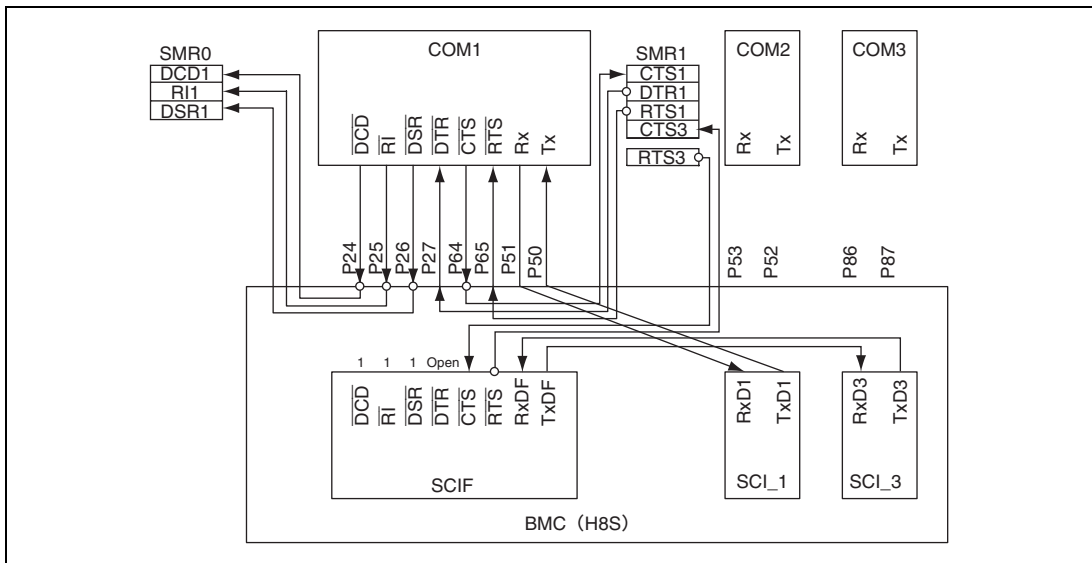 SMR0
DCD1
RI1
DSR1
COM1
DCD
RI
DSR
DTR
CTS
RTS
Rx
Tx
SMR1
CTS1
DTR1
RTS1
CTS3
RTS3
COM2
Rx
Tx
COM3
Rx
Tx
P24
P25
P26
P27
P64
P65
P51
P50
P53
P52
P86
P87
1
1
1
Open
DCD
RI
DSR
DTR
CTS
RTS
RxDF
TxDF
SCIF
RxD1
TxD1
SCI_1
RxD3
TxD3
SCI_3
BMC (H8S)